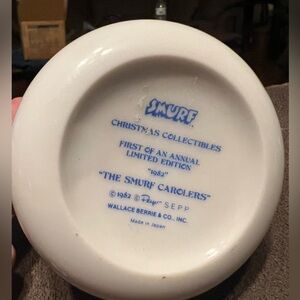 SMURF
CHRISTMAS COLLECTIBLES
FIRST OF AN ANNUAL
LIMITED EDITION
"1982"
"THE SMURF CAROLERS"
© 1982 © Peyo S.E.P.P.
WALLACE BERRIE & CO., INC.
Made in Japan